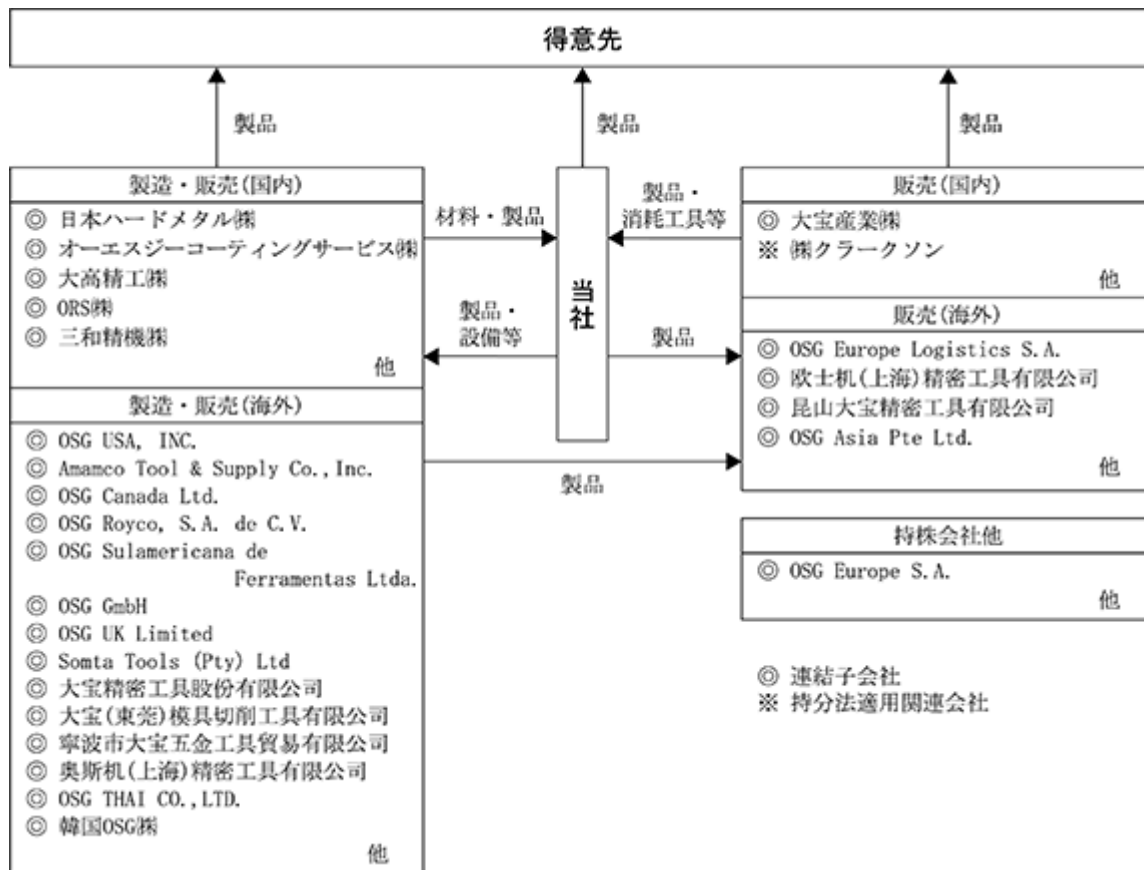 得意先
製品
製品
製品
製造・販売(国内)
◎ 日本ハードメタル㈱
◎ オーエスジーコーティングサービス㈱
◎ 大高精工㈱
◎ ORS㈱
◎ 三和精機㈱
他
製造・販売(海外)
◎ OSG USA, INC.
◎ Amamco Tool & Supply Co.,Inc.
◎ OSG Canada Ltd.
◎ OSG Royco, S.A. de C.V.
◎ OSG Sulamericana de
Ferramentas Ltda.
◎ OSG GmbH
◎ OSG UK Limited
◎ Somta Tools (Pty) Ltd
◎ 大宝精密工具股份有限公司
◎ 大宝(東莞)模具切削工具有限公司
◎ 寧波市大宝五金工具貿易有限公司
◎ 奥斯机(上海)精密工具有限公司
◎ OSG THAI CO.,LTD.
◎ 韓国OSG㈱
他
材料・製品
製品・
設備等
当社
製品・
消耗工具等
製品
製品
販売(国内)
◎ 大宝産業㈱
※ ㈱クラークソン
他
販売(海外)
◎ OSG Europe Logistics S.A.
◎ 欧士机(上海)精密工具有限公司
◎ 昆山大宝精密工具有限公司
◎ OSG Asia Pte Ltd.
他
持株会社他
◎ OSG Europe S.A.
他
◎ 連結子会社
※ 持分法適用関連会社